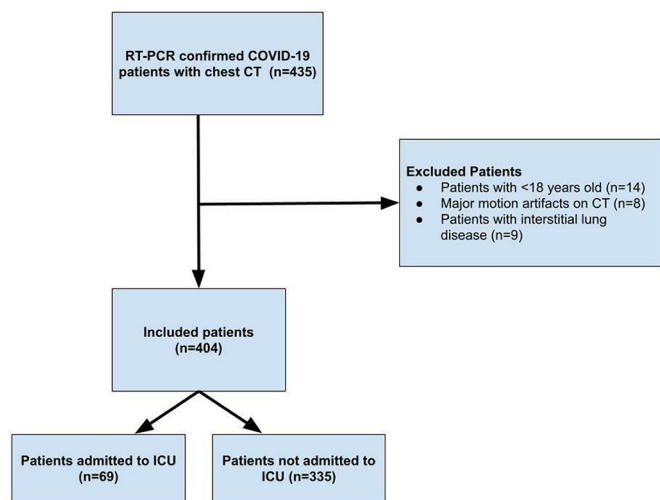 RT-PCR confirmed COVID-19
patients with chest CT (n=435)
Excluded Patients
● Patients with <18 years old (n=14)
● Major motion artifacts on CT (n=8)
● Patients with interstitial lung
disease (n=9)
Included patients
(n=404)
Patients admitted to ICU
(n=69)
Patients not admitted to
ICU (n=335)